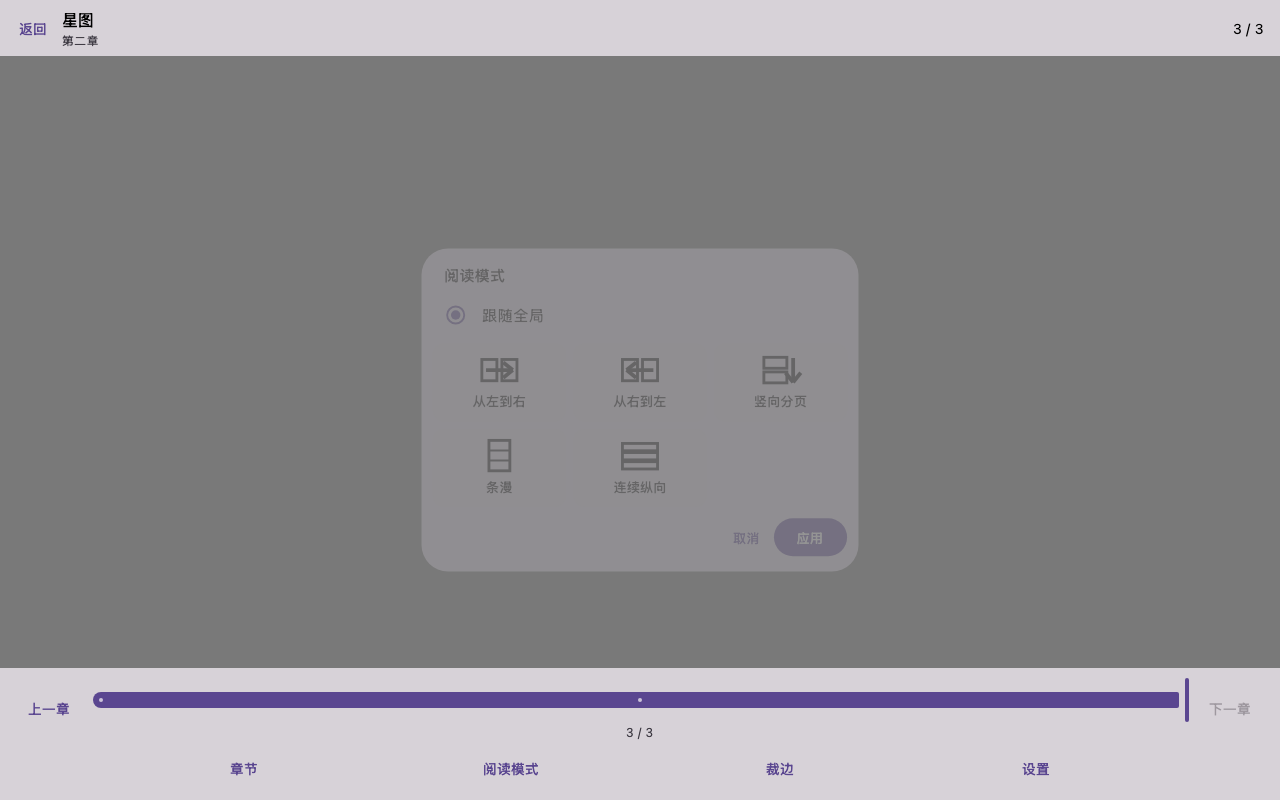 返回
星图
第二章
3 / 3
阅读模式
跟随全局
从左到右
从右到左
竖向分页
条漫
连续纵向
取消
应用
上一章
下一章
3 / 3
章节
阅读模式
裁边
设置